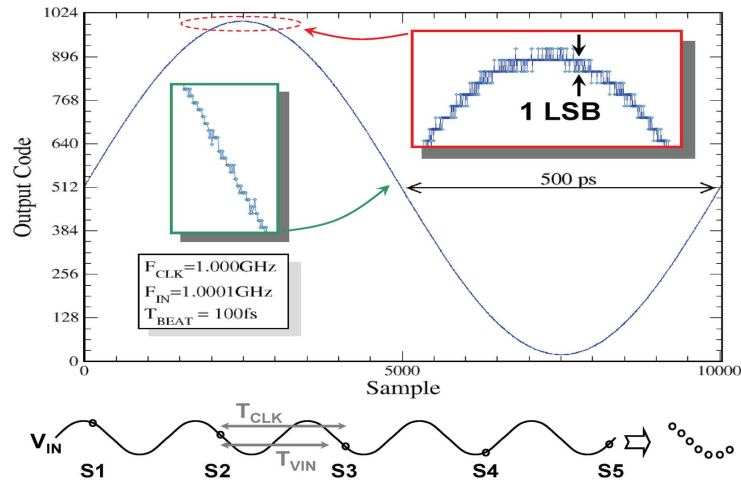 1024
896
768
640
512
384
256
128
0
Output Code
1 LSB
500 ps
F_CLK=1.000GHz
F_IN=1.0001GHz
T_BEAT = 100fs
0
5000
10000
Sample
V_IN
T_CLK
T_VIN
S1
S2
S3
S4
S5